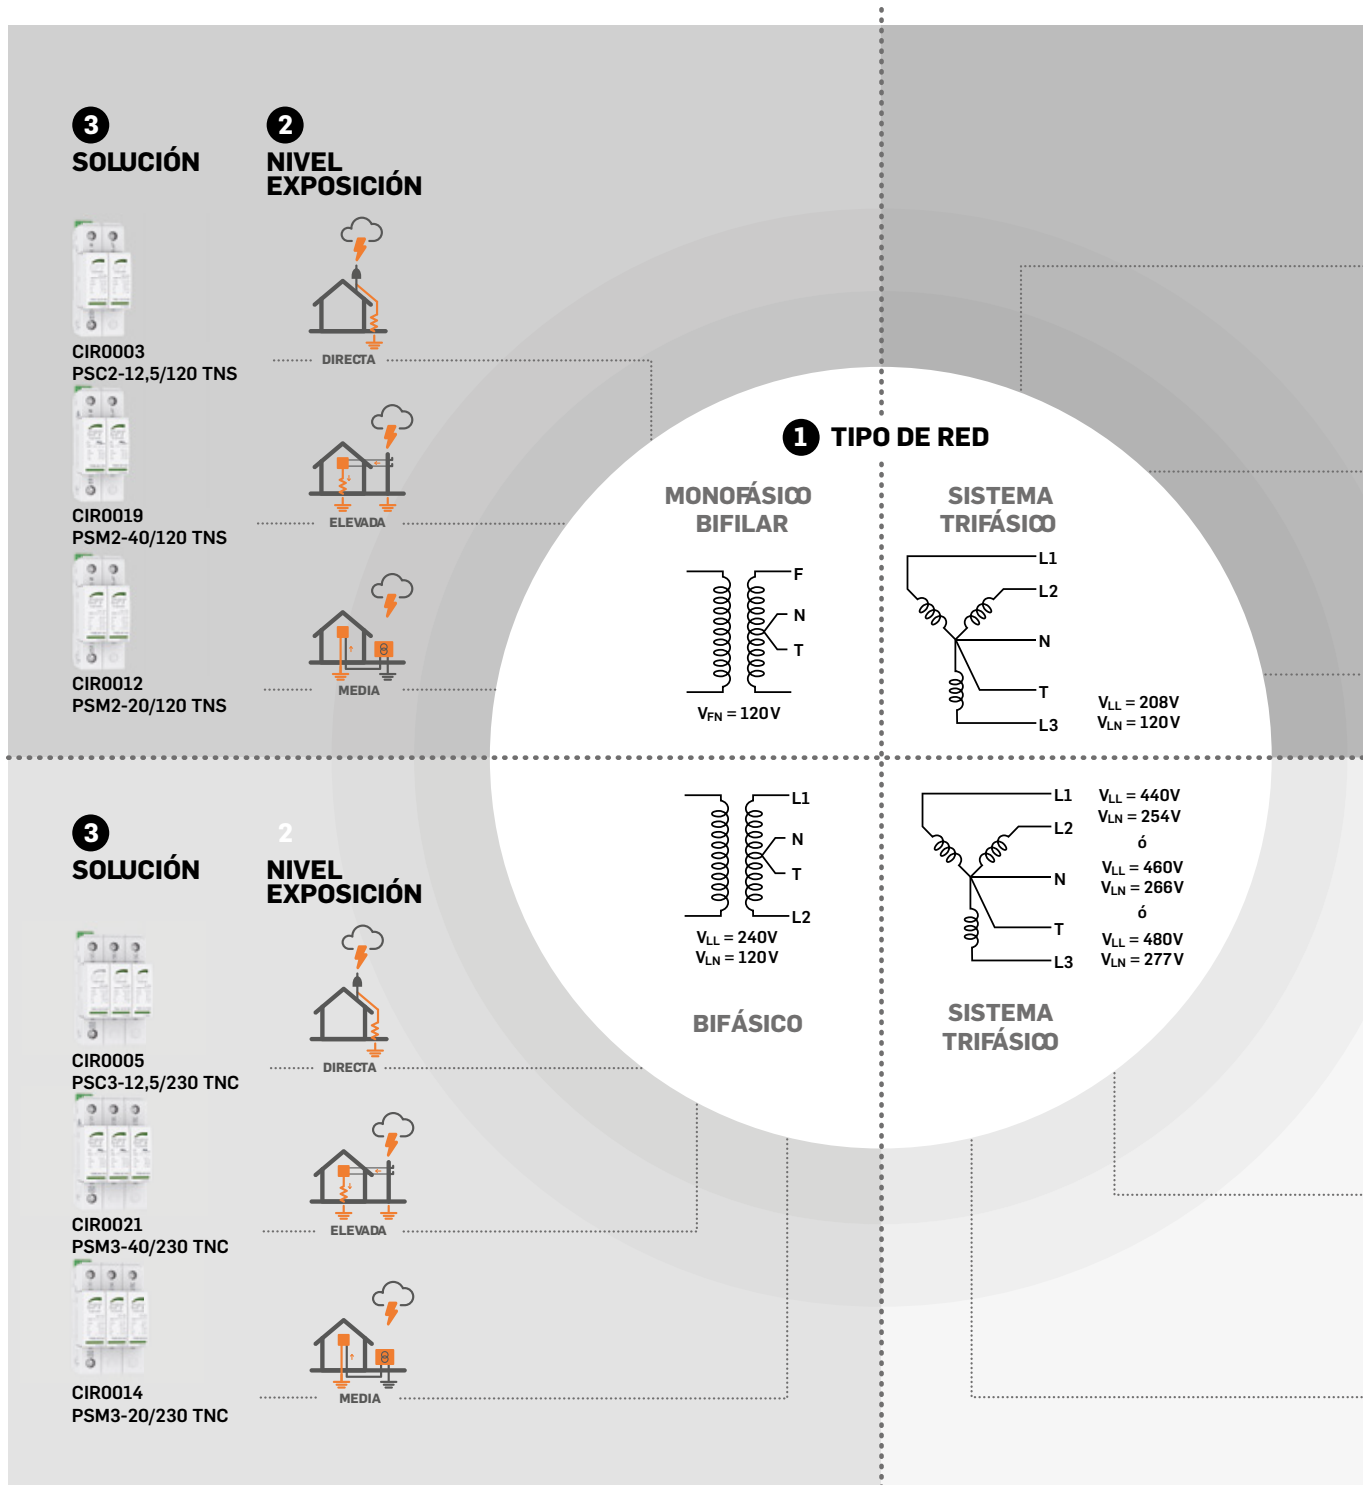 3
SOLUCIÓN
2
NIVEL
EXPOSICIÓN
CIR0003
PSC2-12,5/120 TNS
DIRECTA
CIR0019
PSM2-40/120 TNS
ELEVADA
CIR0012
PSM2-20/120 TNS
MEDIA
1 TIPO DE RED
MONOFÁSICO
BIFILAR
F
N
T
VFN = 120V
SISTEMA
TRIFÁSICO
L1
L2
N
T
L3
VLL = 208V
VLN = 120V
3
SOLUCIÓN
2
NIVEL
EXPOSICIÓN
CIR0005
PSC3-12,5/230 TNC
DIRECTA
CIR0021
PSM3-40/230 TNC
ELEVADA
CIR0014
PSM3-20/230 TNC
MEDIA
L1
N
T
L2
VLL = 240V
VLN = 120V
BIFÁSICO
L1
L2
N
T
L3
VLL = 440V
VLN = 254V
ó
VLL = 460V
VLN = 266V
ó
VLL = 480V
VLN = 277V
SISTEMA
TRIFÁSICO